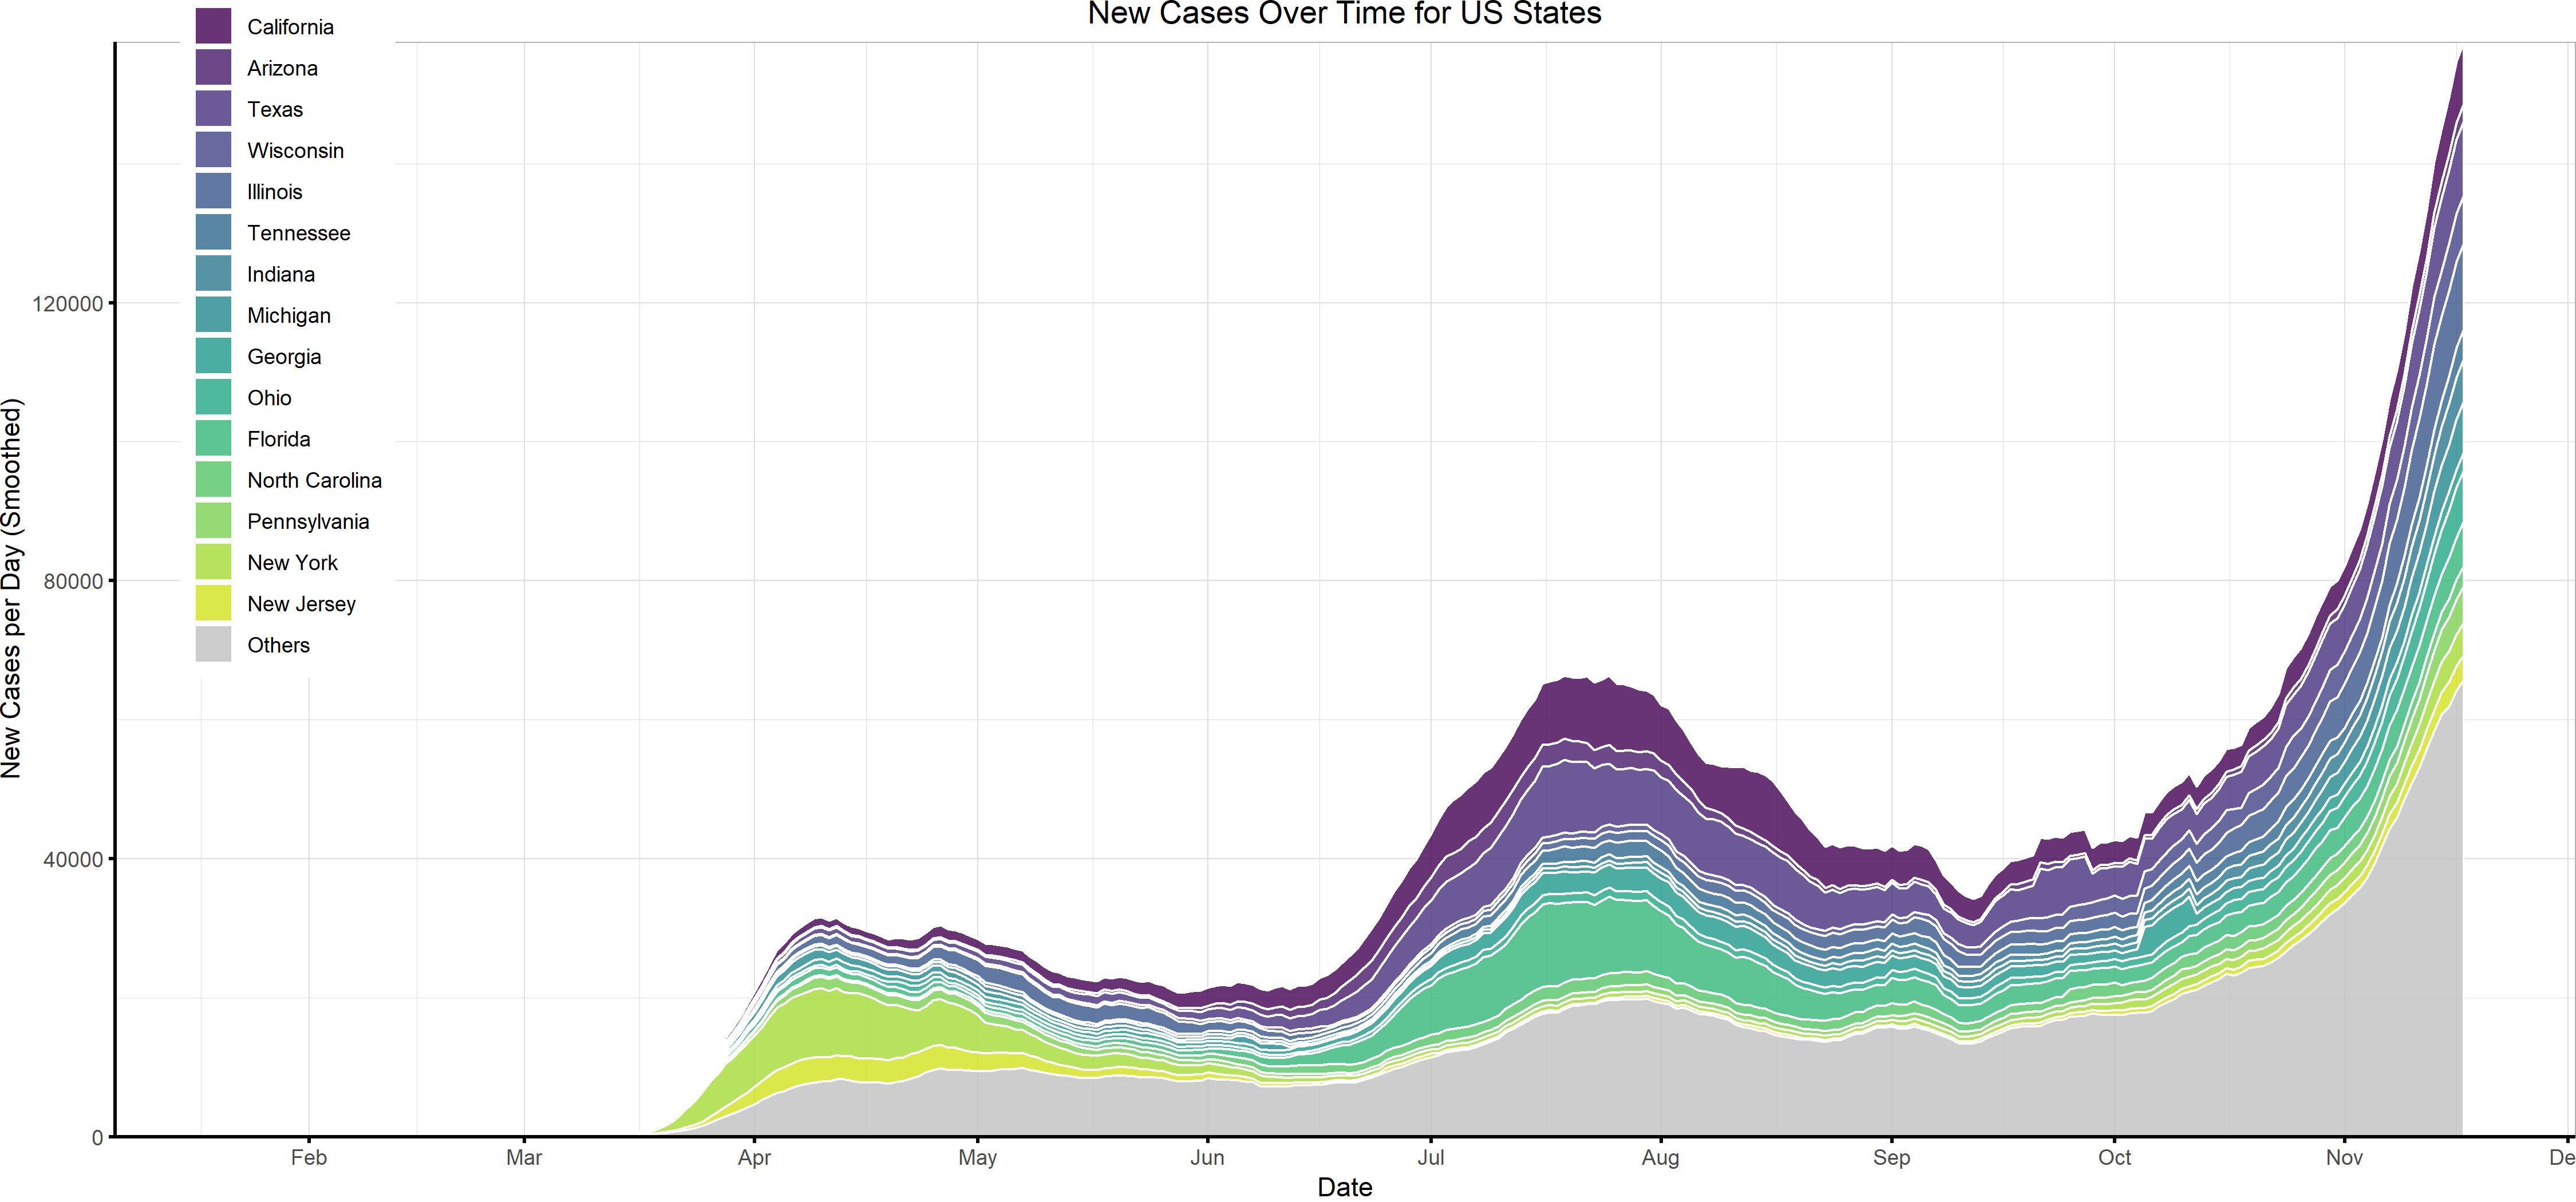 New Cases Over Time for US States
California
Arizona
Texas
Wisconsin
Illinois
Tennessee
Indiana
Michigan
Georgia
Ohio
Florida
North Carolina
Pennsylvania
New York
New Jersey
Others
New Cases per Day (Smoothed)
120000
80000
40000
0
Feb Mar Apr May Jun Jul Aug Sep Oct Nov De
Date